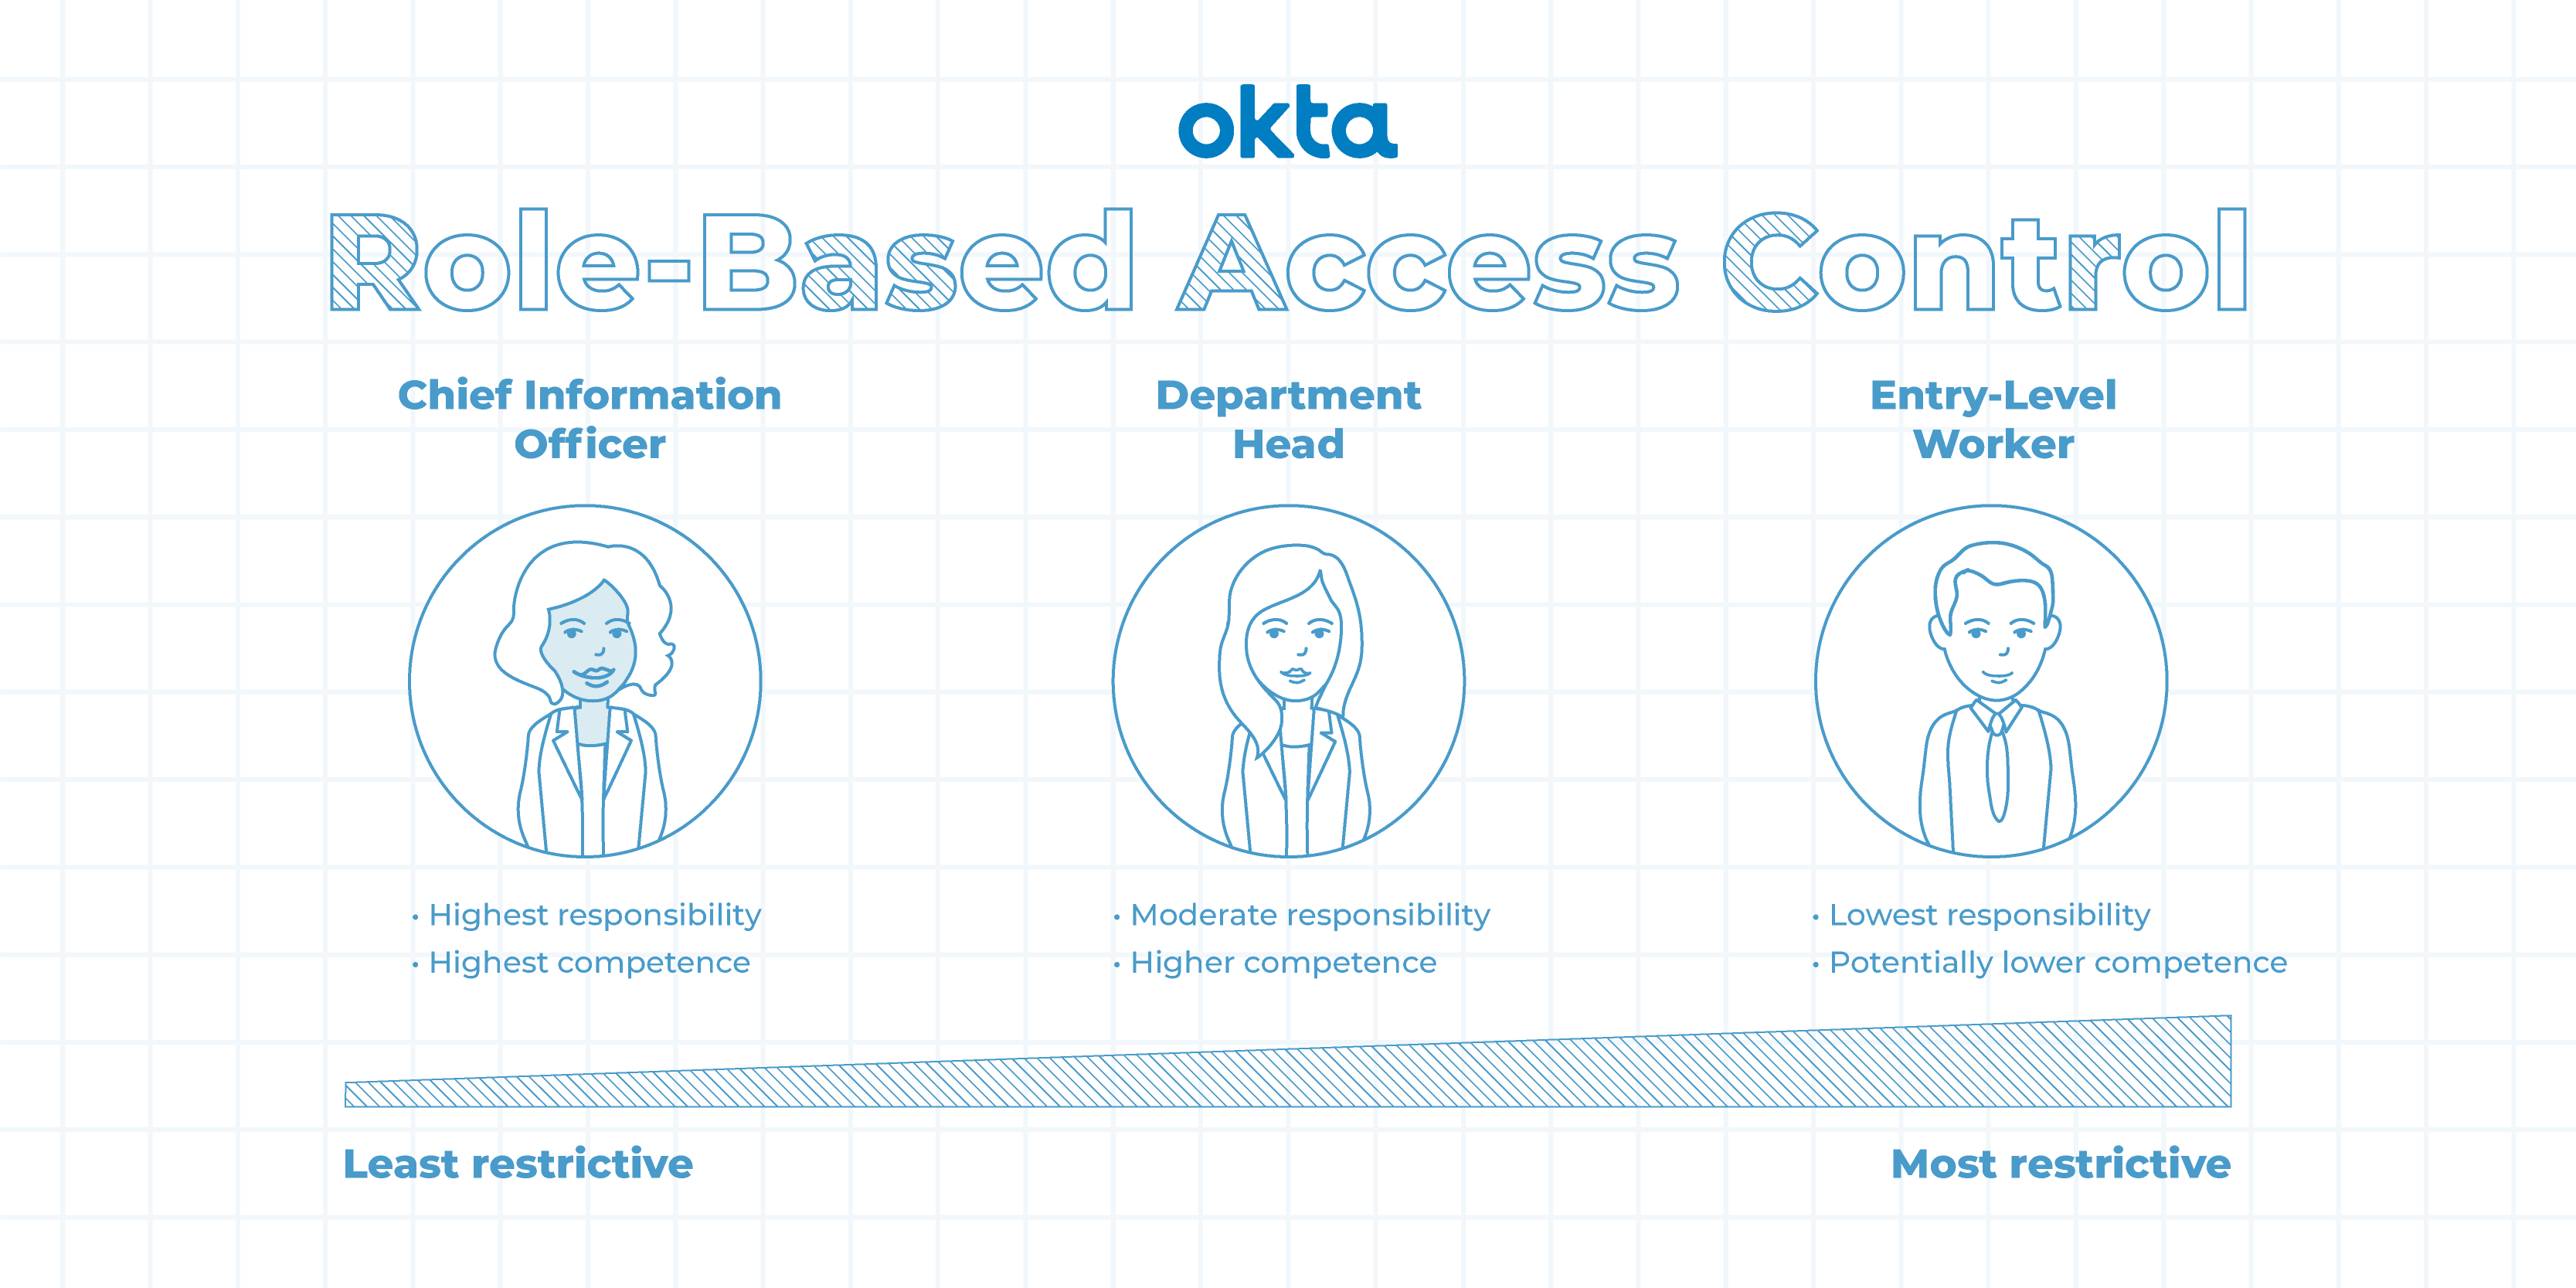 okta
Role-Based Access Control
Chief Information
Officer
Department
Head
Entry-Level
Worker
• Highest responsibility
• Highest competence
• Moderate responsibility
• Higher competence
• Lowest responsibility
• Potentially lower competence
Least restrictive
Most restrictive